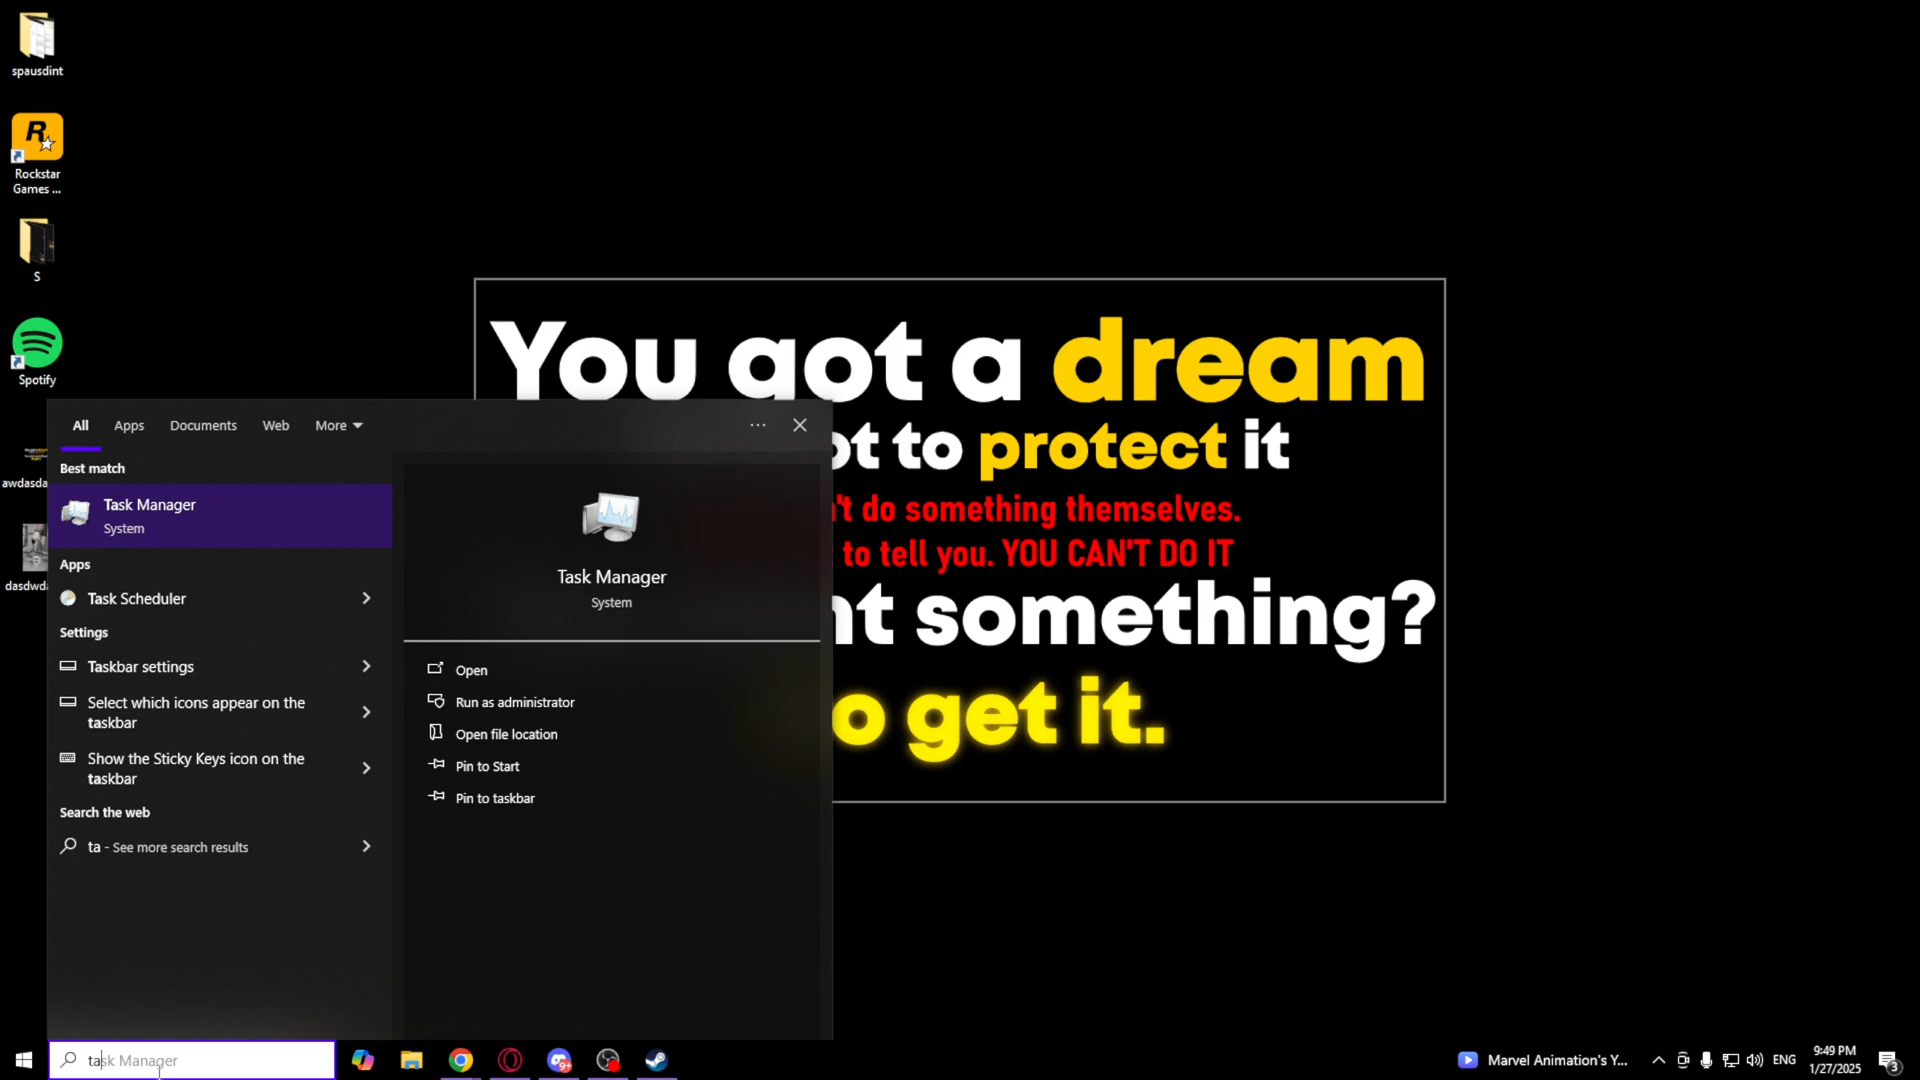 spausdint
Rockstar
Games ...
S
Spotify
awdasda
dasdwda
You got a dream
ot to protect it
't do something themselves.
to tell you. YOU CAN'T DO IT
nt something?
o get it.
All
Apps
Documents
Web
More
Best match
Task Manager
System
Apps
Task Scheduler
Settings
Taskbar settings
Select which icons appear on the
taskbar
Show the Sticky Keys icon on the
taskbar
Search the web
ta - See more search results
Task Manager
System
Open
Run as administrator
Open file location
Pin to Start
Pin to taskbar
task Manager
9+
Marvel Animation's Y...
ENG
9:49 PM
1/27/2025
3